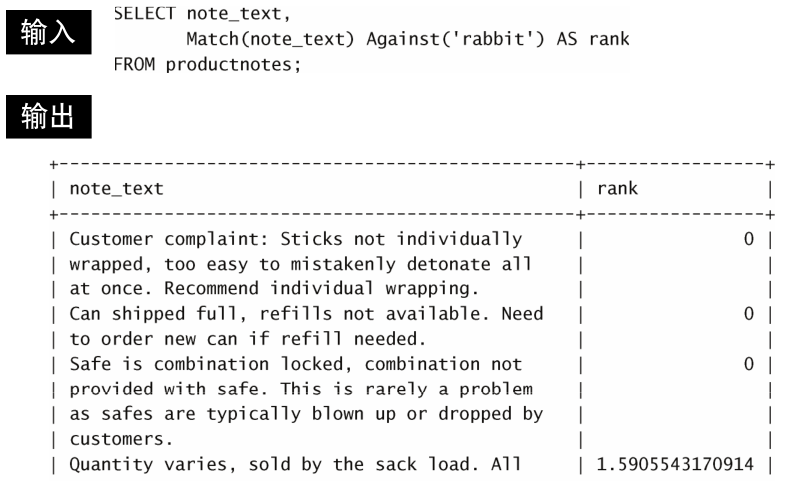 输入
SELECT note_text,
Match(note_text) Against('rabbit') AS rank
FROM productnotes;
输出
+-------------------------------------------------+-----------------+
| note_text | rank |
+-------------------------------------------------+-----------------+
| Customer complaint: Sticks not individually | 0 |
| wrapped, too easy to mistakenly detonate all | |
| at once. Recommend individual wrapping. | |
| Can shipped full, refills not available. Need | 0 |
| to order new can if refill needed. | |
| Safe is combination locked, combination not | 0 |
| provided with safe. This is rarely a problem | |
| as safes are typically blown up or dropped by | |
| customers. | |
| Quantity varies, sold by the sack load. All | 1.5905543170914 |